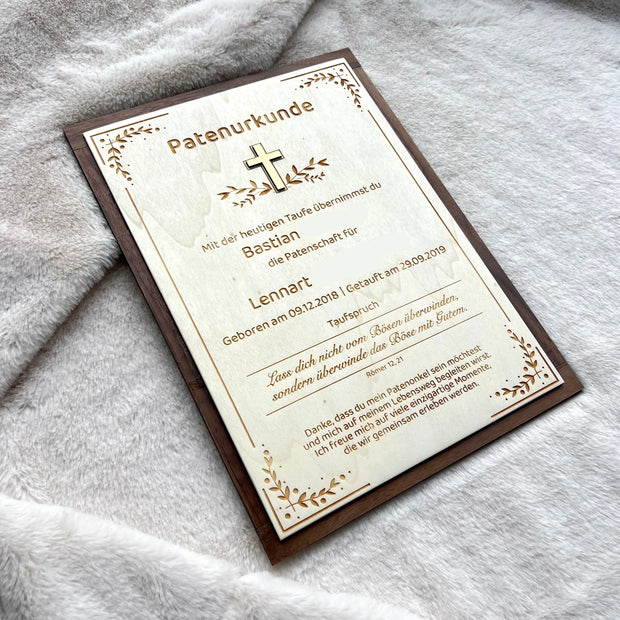 Patenurkunde
Mit der heutigen Taufe übernimmst du
Bastian
die Patenschaft für
Lennart
Geboren am 09.12.2018 | Getauft am 29.09.2019
Taufspruch
Lass dich nicht vom Bösen überwinden,
sondern überwinde das Böse mit Gutem.
Römer 12, 21
Danke, dass du mein Patenonkel sein möchtest
und mich auf meinem Lebensweg begleiten wirst.
Ich freue mich auf viele einzigartige Momente,
die wir gemeinsam erleben werden.